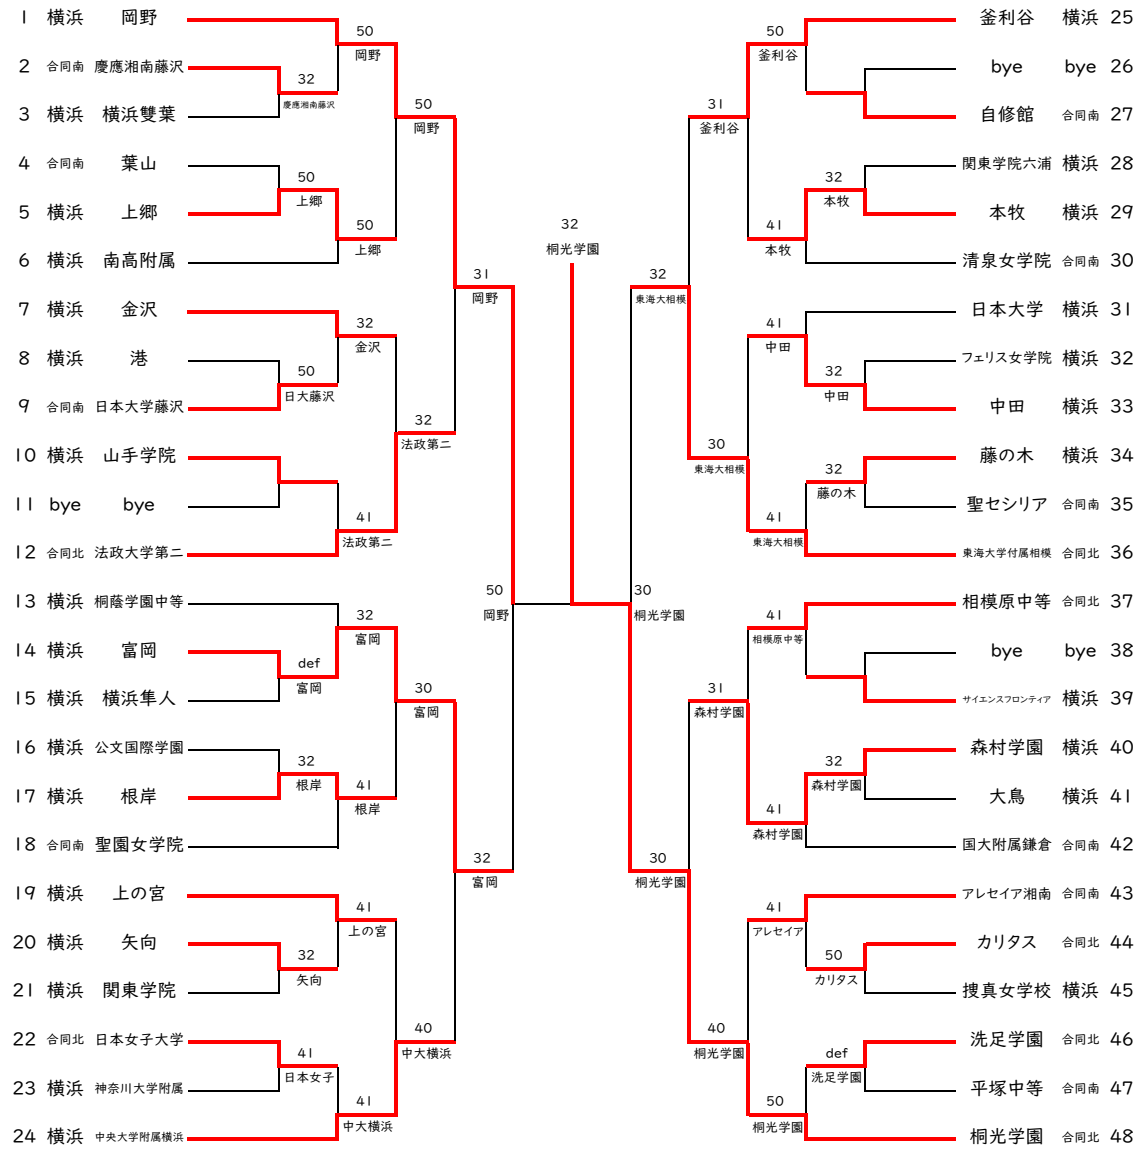 1 横浜 岡野
2 合同南 慶應湘南藤沢
3 横浜 横浜雙葉
4 合同南 葉山
5 横浜 上郷
6 横浜 南高附属
7 横浜 金沢
8 横浜 港
9 合同南 日本大学藤沢
10 横浜 山手学院
11 bye bye
12 合同北 法政大学第二
13 横浜 桐蔭学園中等
14 横浜 富岡
15 横浜 横浜隼人
16 横浜 公文国際学園
17 横浜 根岸
18 合同南 聖園女学院
19 横浜 上の宮
20 横浜 矢向
21 横浜 関東学院
22 合同北 日本女子大学
23 横浜 神奈川大学附属
24 横浜 中央大学附属横浜
32
慶應湘南藤沢
50
上郷
50
日大藤沢
def
富岡
32
根岸
32
矢向
41
日本女子
50
岡野
50
上郷
32
金沢
41
法政第二
32
富岡
41
根岸
41
上の宮
41
中大横浜
50
岡野
32
法政第二
30
富岡
40
中大横浜
31
岡野
32
富岡
50
岡野
32
桐光学園
30
桐光学園
32
東海大相模
30
桐光学園
31
釜利谷
30
東海大相模
31
森村学園
40
桐光学園
50
釜利谷
41
本牧
41
中田
41
東海大相模
41
相模原中等
41
森村学園
41
アレセイア
50
桐光学園
32
本牧
32
中田
32
藤の木
32
森村学園
50
カリタス
def
洗足学園
釜利谷 横浜 25
bye bye 26
自修館 合同南 27
関東学院六浦 横浜 28
本牧 横浜 29
清泉女学院 合同南 30
日本大学 横浜 31
フェリス女学院 横浜 32
中田 横浜 33
藤の木 横浜 34
聖セシリア 合同南 35
東海大学付属相模 合同北 36
相模原中等 合同北 37
bye bye 38
サイエンスフロンティア 横浜 39
森村学園 横浜 40
大鳥 横浜 41
国大附属鎌倉 合同南 42
アレセイア湘南 合同南 43
カリタス 合同北 44
捜真女学校 横浜 45
洗足学園 合同北 46
平塚中等 合同南 47
桐光学園 合同北 48